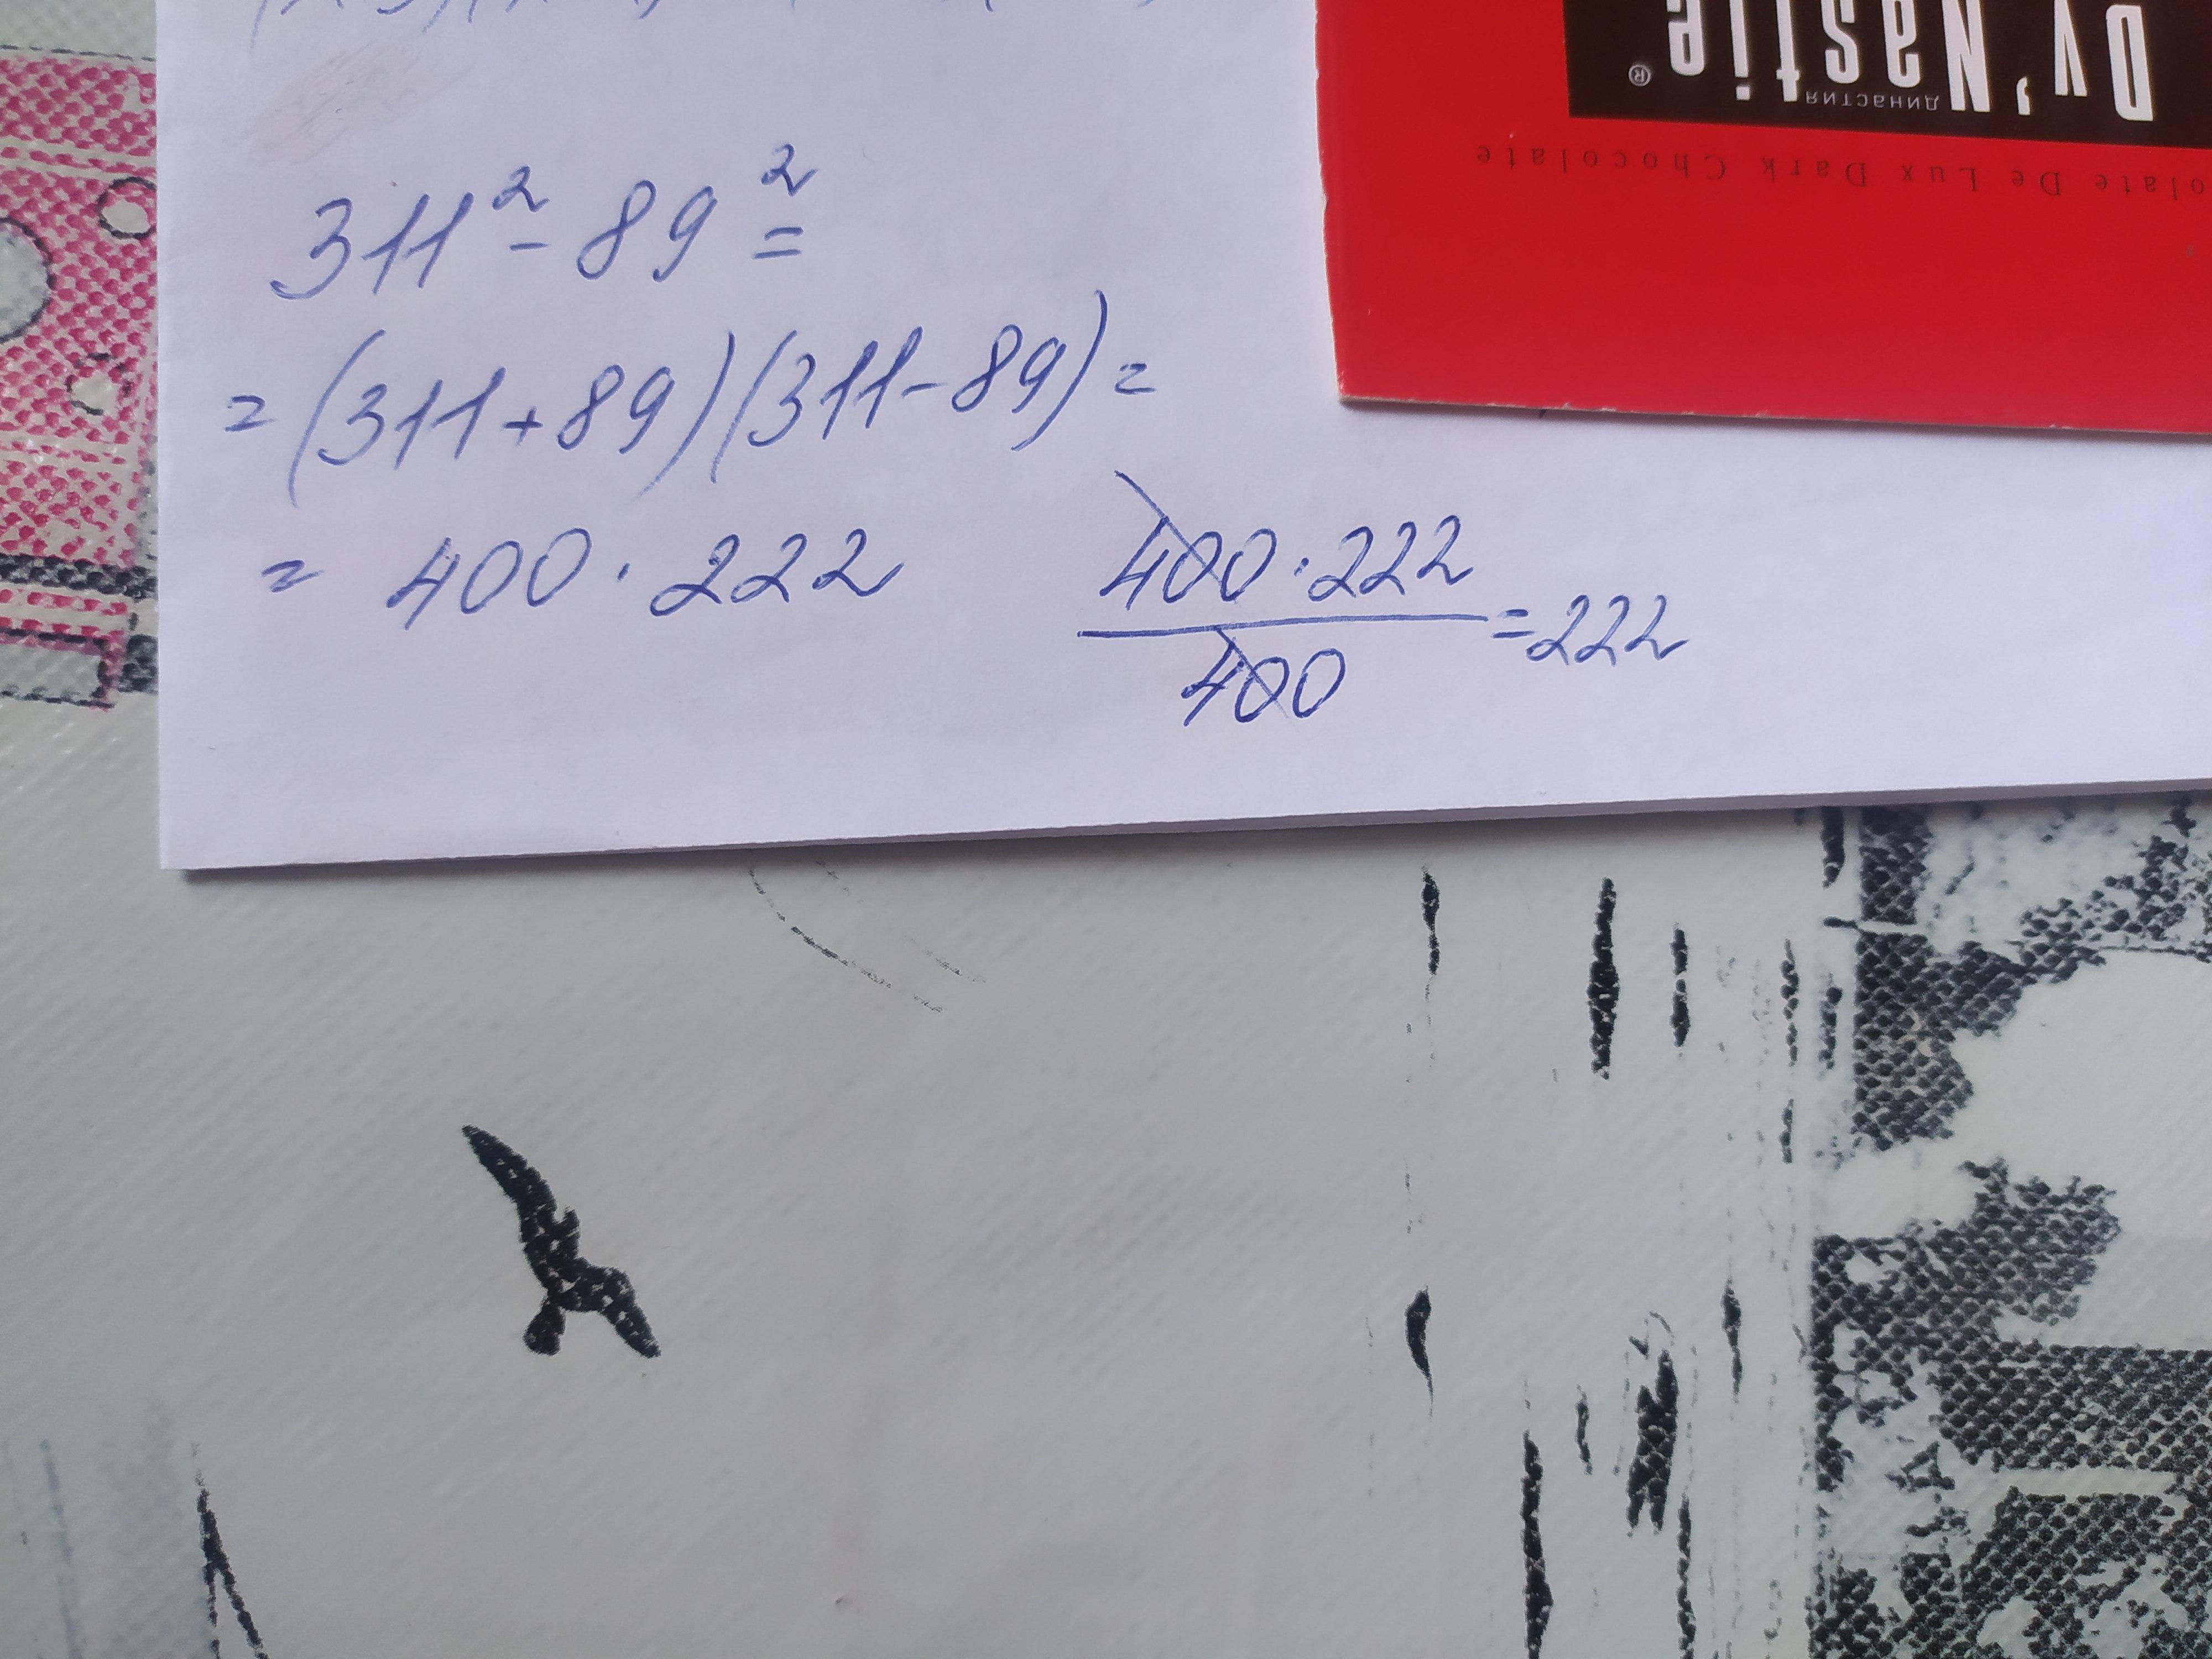 311² - 89² =
= (311 + 89)(311 - 89) =
= 400 · 222
400 · 222 / 400 = 222
Dy'Nastie®
династия
olate De Lux Dark Chocolate